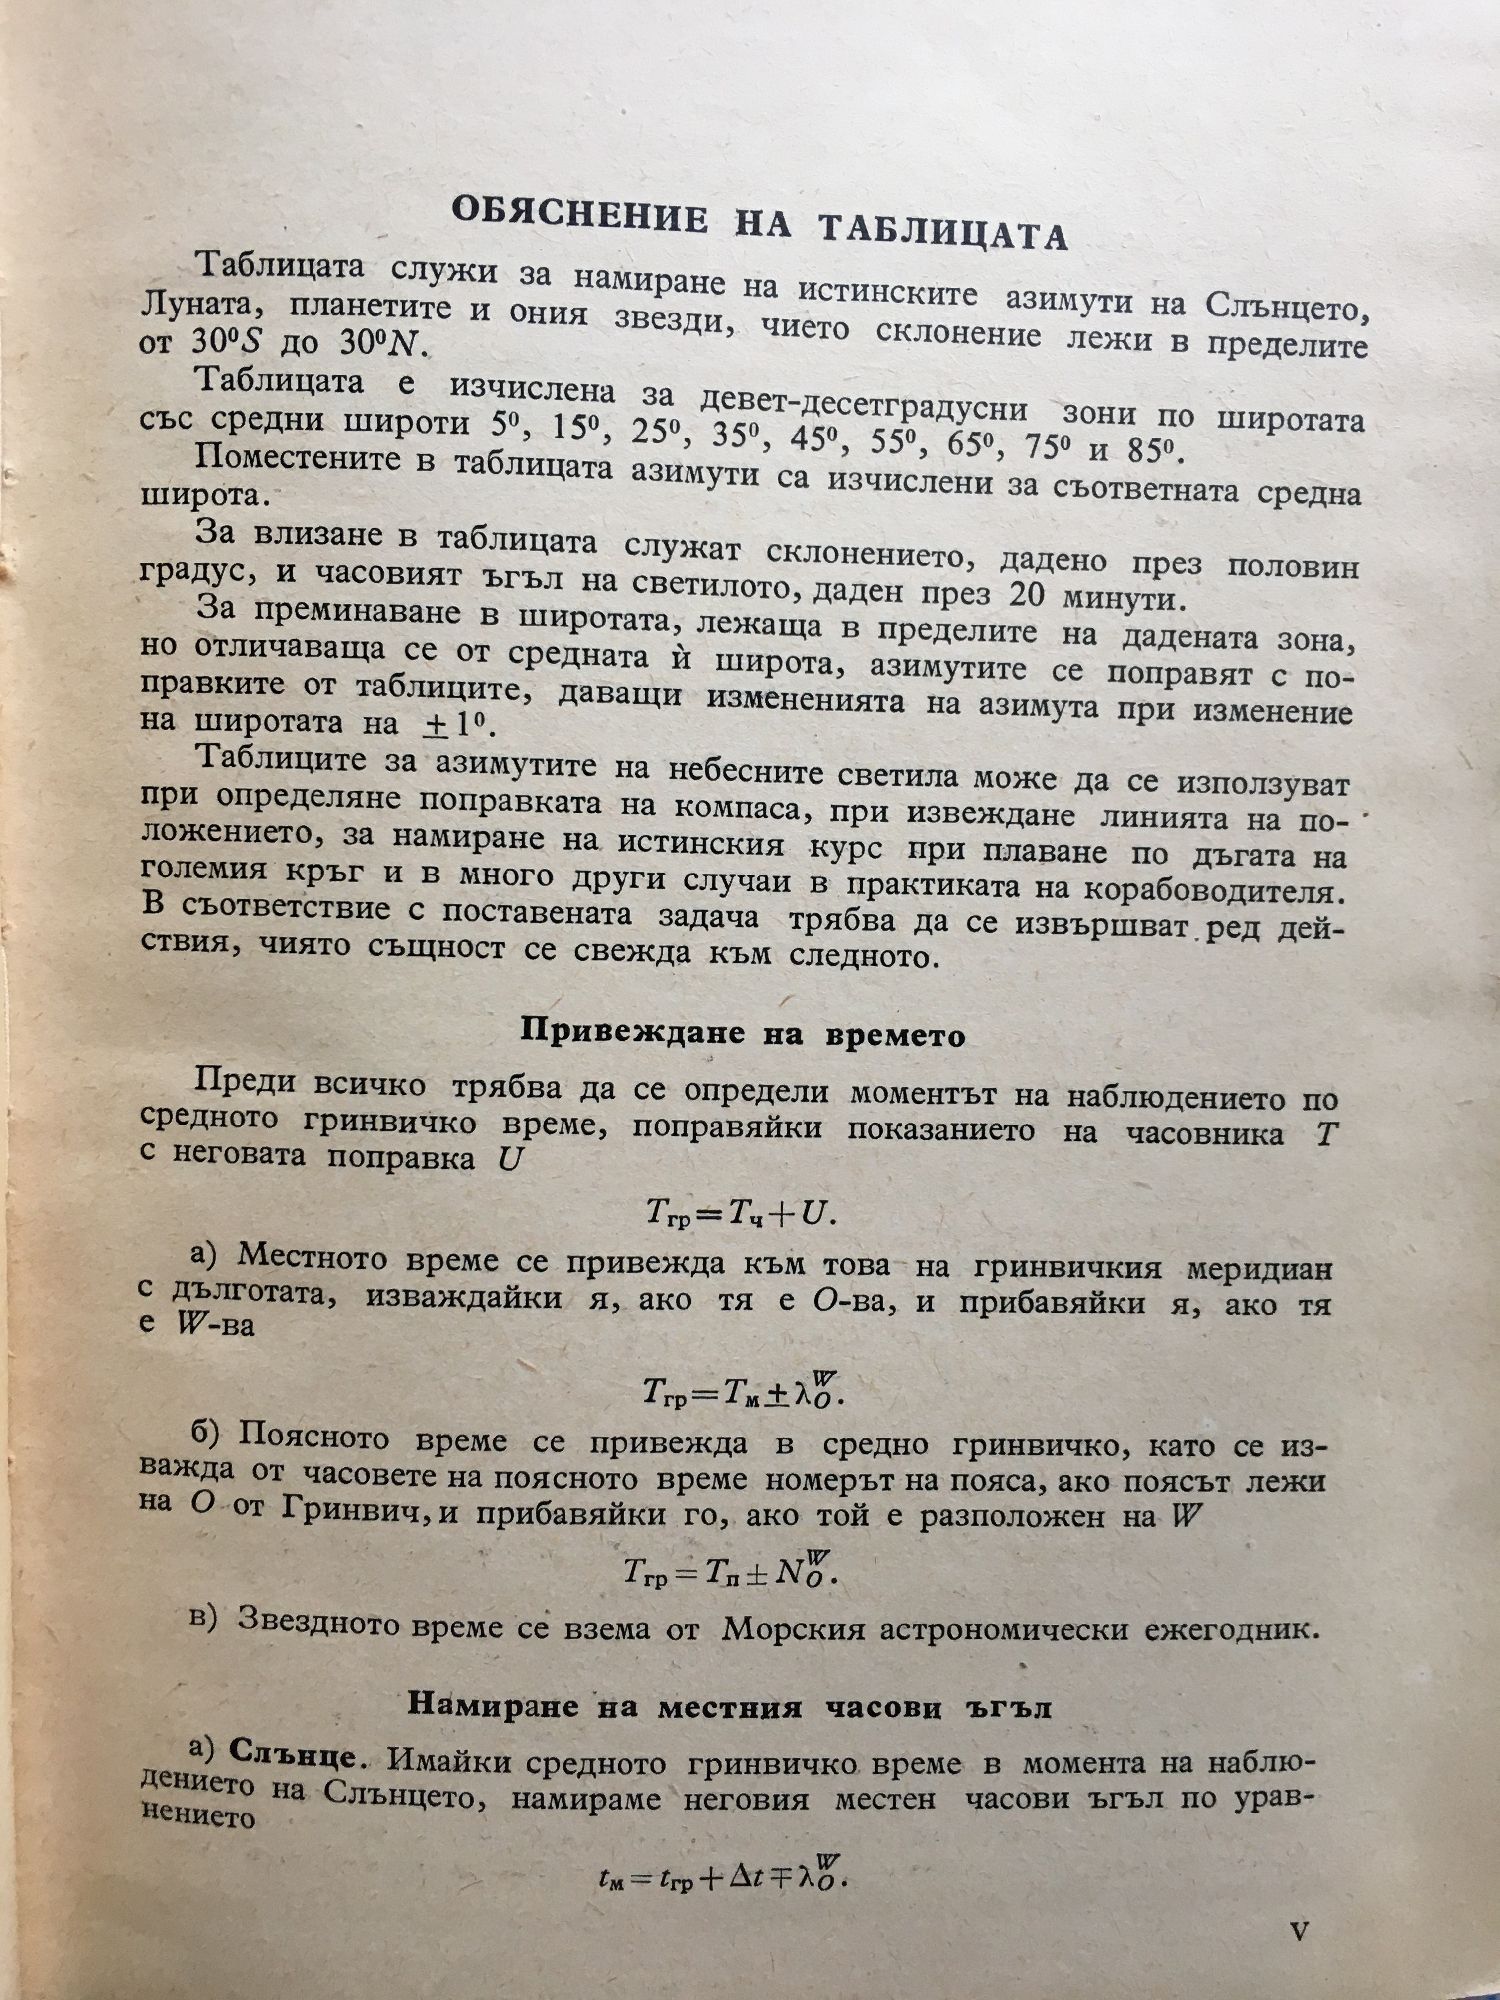 ОБЯСНЕНИЕ НА ТАБЛИЦАТА
Таблицата служи за намиране на истинските азимути на Слънцето,
Луната, планетите и ония звезди, чието склонение лежи в пределите
от 30⁰S до 30⁰N.
Таблицата е изчислена за девет-десетградусни зони по широтата
със средни широти 5⁰, 15⁰, 25⁰, 35⁰, 45⁰, 55⁰, 65⁰, 75⁰ и 85⁰.
Поместените в таблицата азимути са изчислени за съответната средна
широта.
За влизане в таблицата служат склонението, дадено през половин
градус, и часовият ъгъл на светилото, даден през 20 минути.
За преминаване в широтата, лежаща в пределите на дадената зона,
но отличаваща се от средната ѝ широта, азимутите се поправят с по-
правките от таблиците, даващи измененията на азимута при изменение
на широтата на ±1⁰.
Таблиците за азимутите на небесните светила може да се използуват
при определяне поправката на компаса, при извеждане линията на по-
ложението, за намиране на истинския курс при плаване по дъгата на
големия кръг и в много други случаи в практиката на корабоводителя.
В съответствие с поставената задача трябва да се извършват ред дей-
ствия, чиято същност се свежда към следното.
Привеждане на времето
Преди всичко трябва да се определи моментът на наблюдението по
средното гринвичко време, поправяйки показанието на часовника T
с неговата поправка U
Tгр=Tч+U.
а) Местното време се привежда към това на гринвичкия меридиан
с дълготата, изваждайки я, ако тя е O-ва, и прибавяйки я, ако тя
е W-ва
Tгр=Tм±λ^W_O.
б) Поясното време се привежда в средно гринвичко, като се из-
важда от часовете на поясното време номерът на пояса, ако поясът лежи
на O от Гринвич, и прибавяйки го, ако той е разположен на W
Tгр=Tп±N^W_O.
в) Звездното време се взема от Морския астрономически ежегодник.
Намиране на местния часови ъгъл
а) Слънце. Имайки средното гринвичко време в момента на наблю-
дението на Слънцето, намираме неговия местен часови ъгъл по урав-
нението
tм=tгр+Δt∓λ^W_O.
V